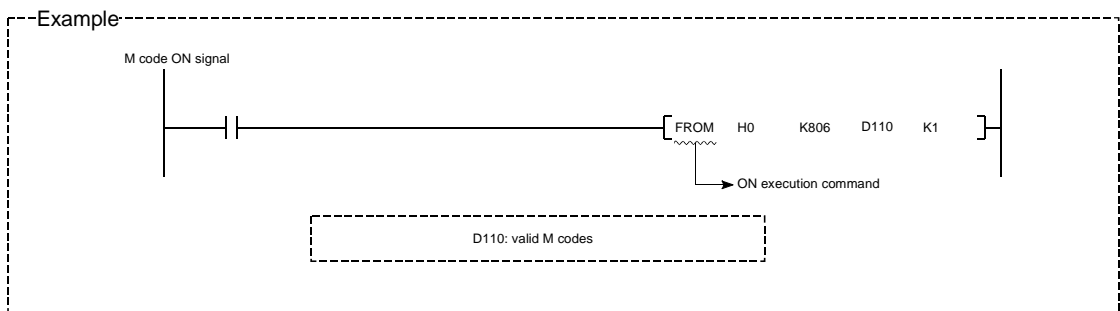 Example
M code ON signal
FROM H0 K806 D110 K1
ON execution command
D110: valid M codes